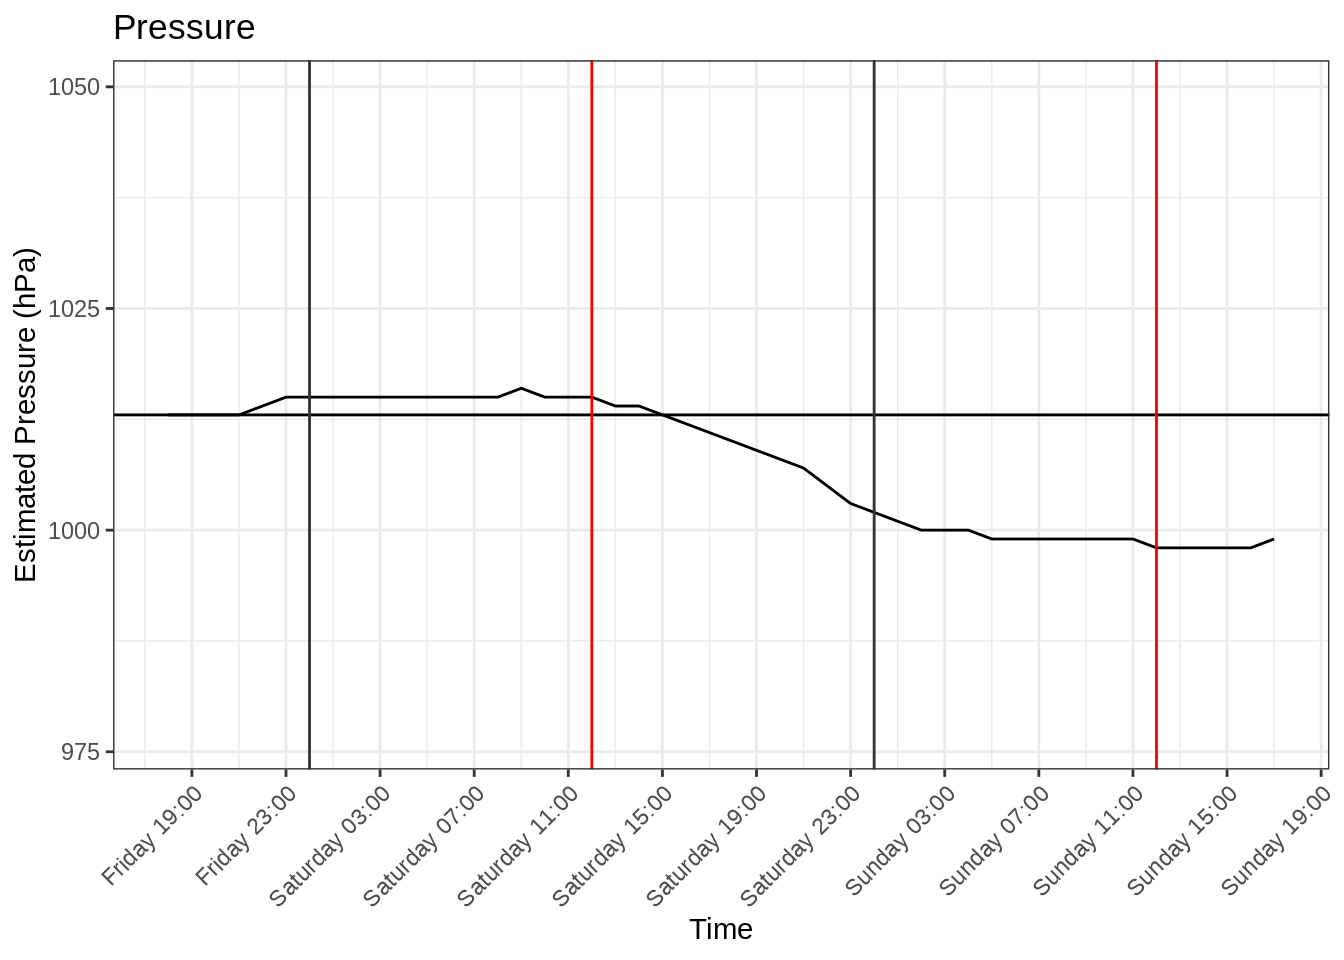 Pressure
Estimated Pressure (hPa)
1050
1025
1000
975
Friday 19:00
Friday 23:00
Saturday 03:00
Saturday 07:00
Saturday 11:00
Saturday 15:00
Saturday 19:00
Saturday 23:00
Sunday 03:00
Sunday 07:00
Sunday 11:00
Sunday 15:00
Sunday 19:00
Time